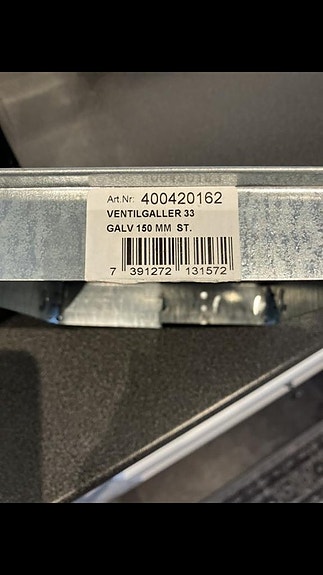 Art.Nr: 400420162
VENTILGALLER 33
GALV 150 MM ST.
7 391272 131572